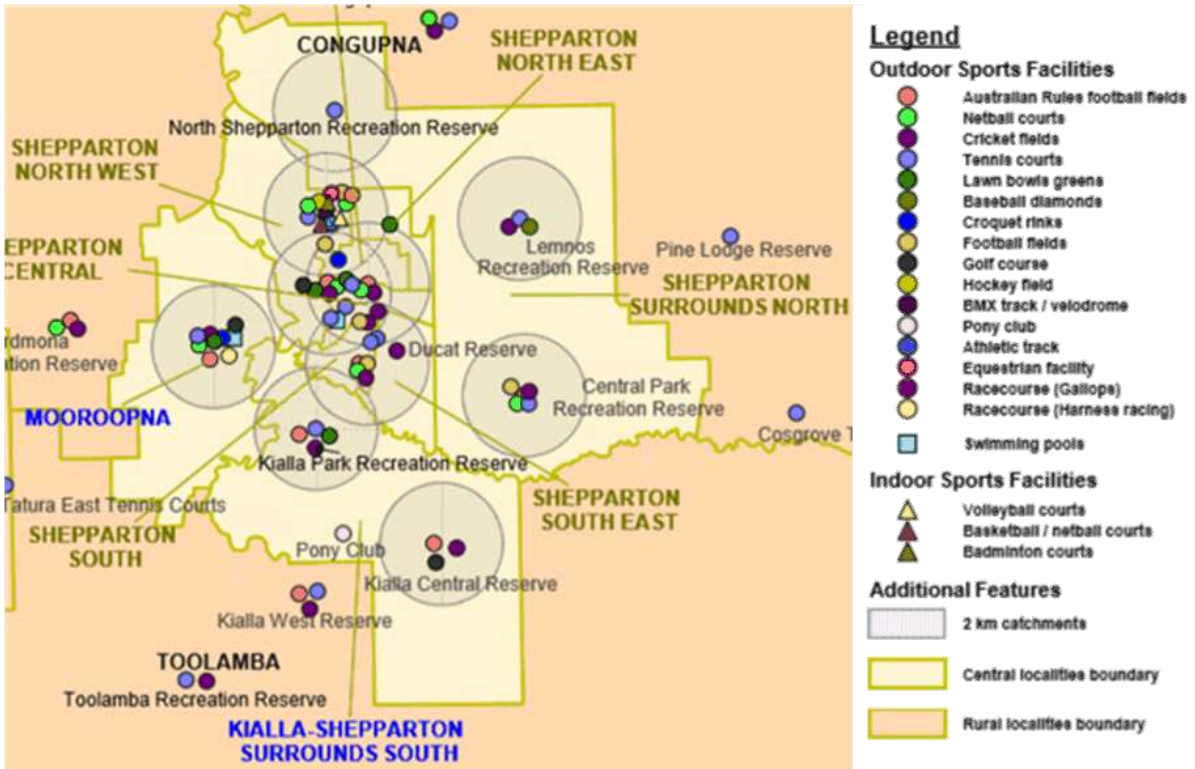 CONGUPNA
SHEPPARTON
NORTH EAST
North Shepparton Recreation Reserve
SHEPPARTON
NORTH WEST
Lemnos
Recreation Reserve
Pine Lodge Reserve
EPPARTON
CENTRAL
SHEPPARTON
SURROUNDS NORTH
rdmona
ation Reserve
Ducat Reserve
Central Park
Recreation Reserve
MOOROOPNA
Cosgrove T
Kialla Park Recreation Reserve
Tatura East Tennis Courts
SHEPPARTON
SOUTH EAST
SHEPPARTON
SOUTH
Pony Club
Kialla Central Reserve
Kialla West Reserve
TOOLAMBA
Toolamba Recreation Reserve
KIALLA-SHEPPARTON
SURROUNDS SOUTH
Legend
Outdoor Sports Facilities
Australian Rules football fields
Netball courts
Cricket fields
Tennis courts
Lawn bowls greens
Baseball diamonds
Croquet rinks
Football fields
Golf course
Hockey field
BMX track / velodrome
Pony club
Athletic track
Equestrian facility
Racecourse (Gallops)
Racecourse (Harness racing)
Swimming pools
Indoor Sports Facilities
Volleyball courts
Basketball / netball courts
Badminton courts
Additional Features
2 km catchments
Central localities boundary
Rural localities boundary